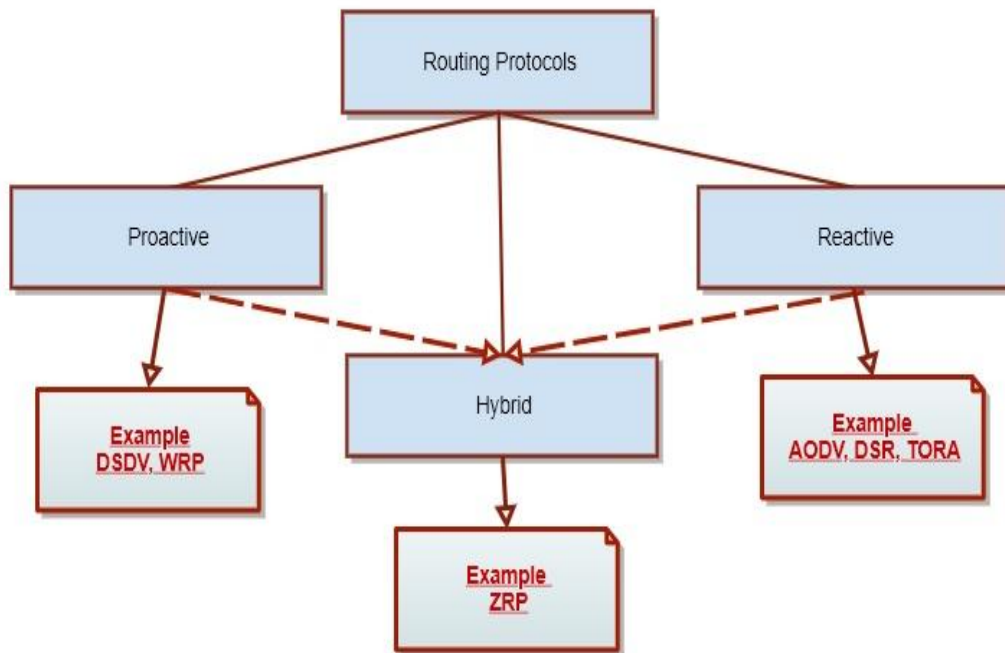 Routing Protocols
Proactive
Reactive
Hybrid
Example
DSDV, WRP
Example
AODV, DSR, TORA
Example
ZRP